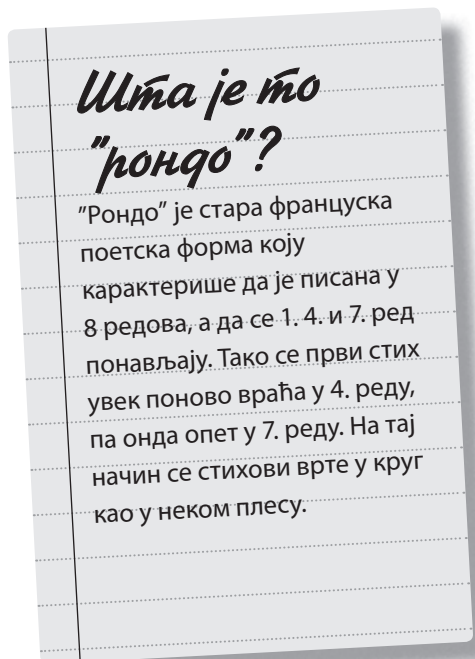 Шта је то
"рондо"?
"Рондо" је стара француска
поетска форма коју
карактерише да је писана у
8 редова, а да се 1. 4. и 7. ред
понављају. Тако се први стих
увек поново враћа у 4. реду,
па онда опет у 7. реду. На тај
начин се стихови врте у круг
као у неком плесу.